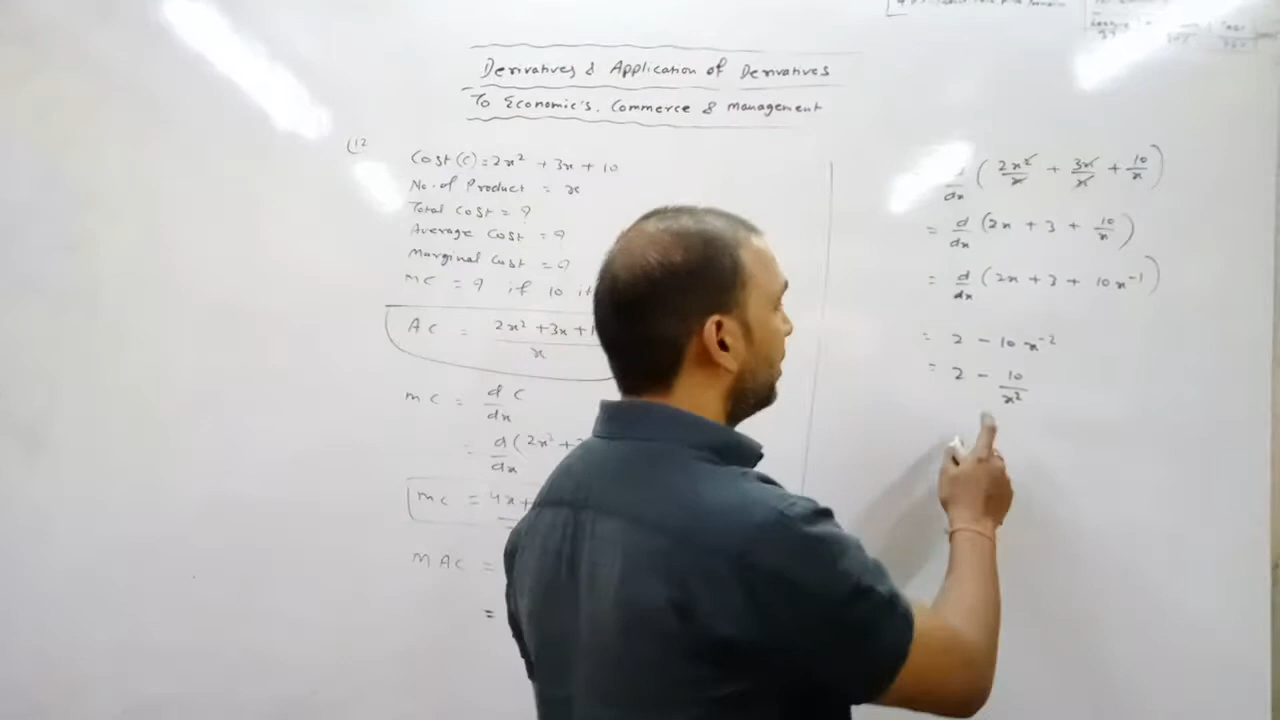 Derivatives & Application of Derivatives
To Economic's. Commerce & management
(12
Cost (C) = 2x² + 3x + 10
No. of Product = x
Total Cost = ?
Average Cost = ?
Marginal Cost = ?
MC = ? if 10 it
AC = 2x² + 3x + 1
x
MC = d/dx C
= d/dx (2x² +
MC = 4x +
MAC =
=
d/dx (2x²/x + 3x/x + 10/x)
= d/dx (2x + 3 + 10/x)
= d/dx (2x + 3 + 10x⁻¹)
= 2 - 10x⁻²
= 2 - 10/x²